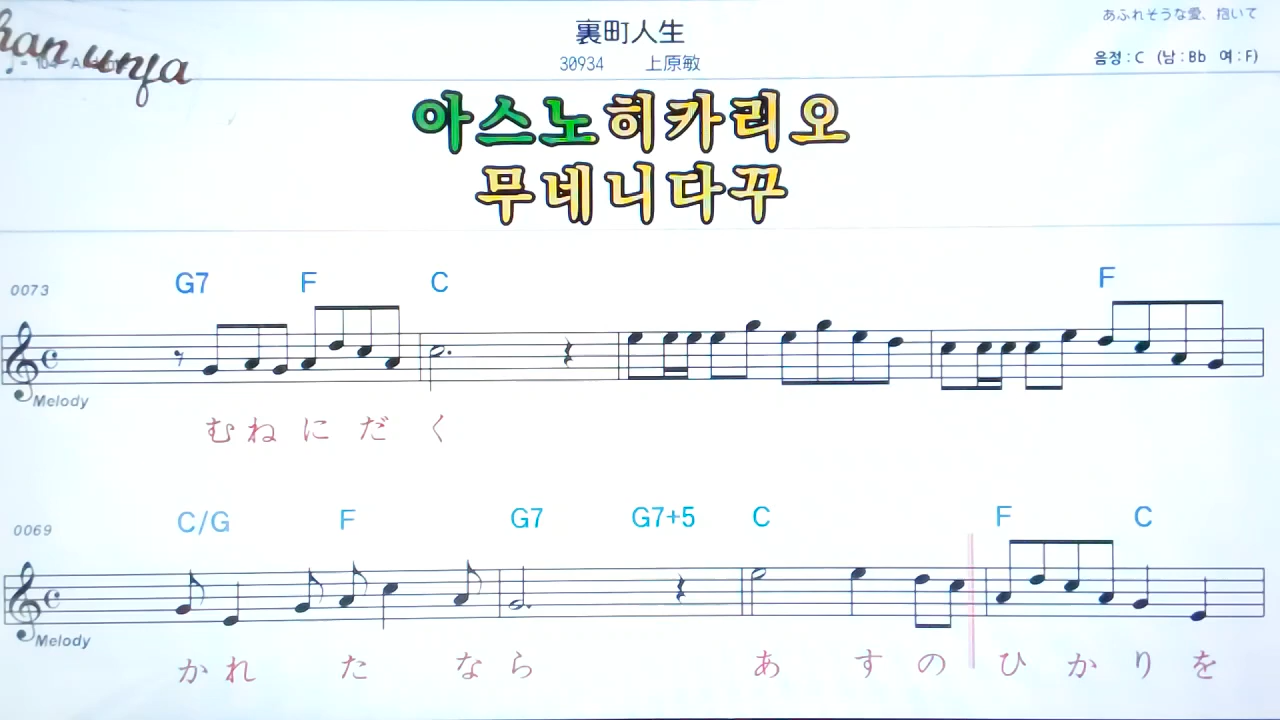 あふれそうな愛、抱いて
裏町人生
30934 上原敏
음정:C (남:Bb 여:F)
아스노히카리오
무네니다꾸
G7 F C F
0073
Melody
むねにだく
C/G F G7 G7+5 C F C
0069
Melody
かれたなら あすのひかりを